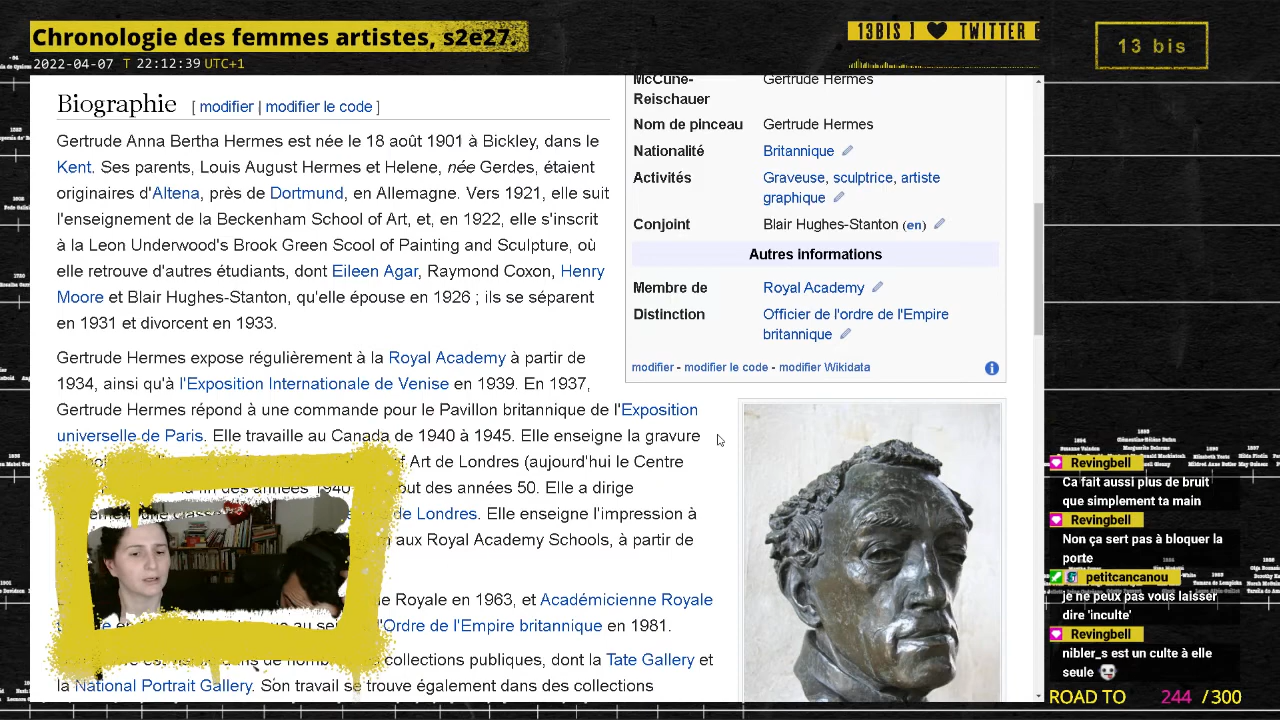 Chronologie des femmes artistes, s2e27.
2022-04-07 T 22:12:39 UTC+1
13BIS ] TWITTER
13 bis
Biographie [ modifier | modifier le code ]
Gertrude Anna Bertha Hermes est née le 18 août 1901 à Bickley, dans le
Kent. Ses parents, Louis August Hermes et Helene, née Gerdes, étaient
originaires d'Altena, près de Dortmund, en Allemagne. Vers 1921, elle suit
l'enseignement de la Beckenham School of Art, et, en 1922, elle s'inscrit
à la Leon Underwood's Brook Green Scool of Painting and Sculpture, où
elle retrouve d'autres étudiants, dont Eileen Agar, Raymond Coxon, Henry
Moore et Blair Hughes-Stanton, qu'elle épouse en 1926 ; ils se séparent
en 1931 et divorcent en 1933.
Gertrude Hermes expose régulièrement à la Royal Academy à partir de
1934, ainsi qu'à l'Exposition Internationale de Venise en 1939. En 1937,
Gertrude Hermes répond à une commande pour le Pavillon britannique de l'Exposition
universelle de Paris. Elle travaille au Canada de 1940 à 1945. Elle enseigne la gravure
Art de Londres (aujourd'hui le Centre
la fin des années 1940 début des années 50. Elle a dirige
de Londres. Elle enseigne l'impression à
aux Royal Academy Schools, à partir de
Royale en 1963, et Académicienne Royale
l'Ordre de l'Empire britannique en 1981.
collections publiques, dont la Tate Gallery et
la National Portrait Gallery. Son travail se trouve également dans des collections
McCune-
Reischauer
Gertrude Hermes
Nom de pinceau Gertrude Hermes
Nationalité Britannique
Activités Graveuse, sculptrice, artiste
graphique
Conjoint Blair Hughes-Stanton (en)
Autres informations
Membre de Royal Academy
Distinction Officier de l'ordre de l'Empire
britannique
modifier - modifier le code - modifier Wikidata
Revingbell
Ca fait aussi plus de bruit
que simplement ta main
Revingbell
Non ça sert pas à bloquer la
porte
petitcancanou
je ne peux pas vous laisser
dire 'inculte'
Revingbell
nibler_s est un culte à elle
seule
ROAD TO 244 / 300